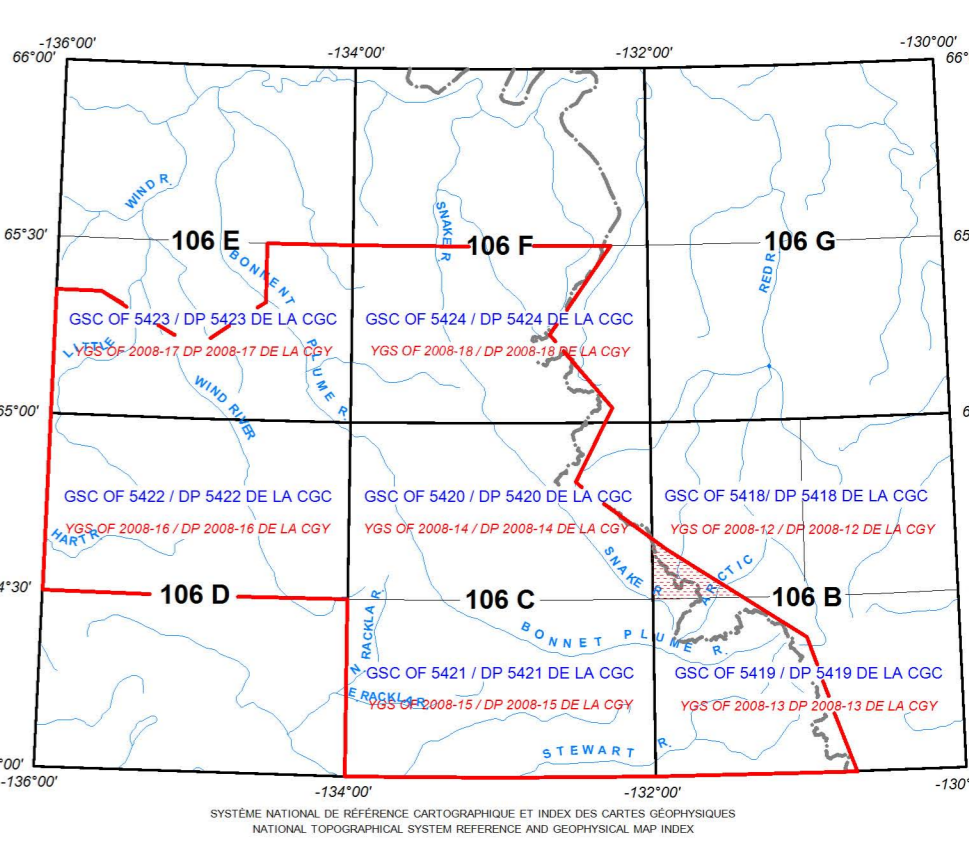 -136°00'
-134°00'
-132°00'
-130°00'
66°00'
66°
WIND R.
SNAKE R.
65°30'
106 E
106 F
106 G
65
BONNENT PLUME R.
RED R.
GSC OF 5423 / DP 5423 DE LA CGC
GSC OF 5424 / DP 5424 DE LA CGC
LITTLE WIND RIVER
YGS OF 2008-17 DP 2008-17 DE LA CGY
YGS OF 2008-18 / DP 2008-18 DE LA CGY
65°00'
6
GSC OF 5422 / DP 5422 DE LA CGC
GSC OF 5420 / DP 5420 DE LA CGC
GSC OF 5418/ DP 5418 DE LA CGC
YGS OF 2008-16 / DP 2008-16 DE LA CGY
YGS OF 2008-14 / DP 2008-14 DE LA CGY
YGS OF 2008-12 / DP 2008-12 DE LA CGY
HART R.
SNAKE R.
ARCTIC
4°30'
106 D
106 C
106 B
N RACKLA R.
BONNET PLUME R.
GSC OF 5421 / DP 5421 DE LA CGC
GSC OF 5419 / DP 5419 DE LA CGC
E. RACKLA R.
YGS OF 2008-15 / DP 2008-15 DE LA CGY
YGS OF 2008-13 DP 2008-13 DE LA CGY
STEWART R.
°00'
-136°00'
-134°00'
-132°00'
-130°
SYSTÈME NATIONAL DE RÉFÉRENCE CARTOGRAPHIQUE ET INDEX DES CARTES GÉOPHYSIQUES
NATIONAL TOPOGRAPHICAL SYSTEM REFERENCE AND GEOPHYSICAL MAP INDEX